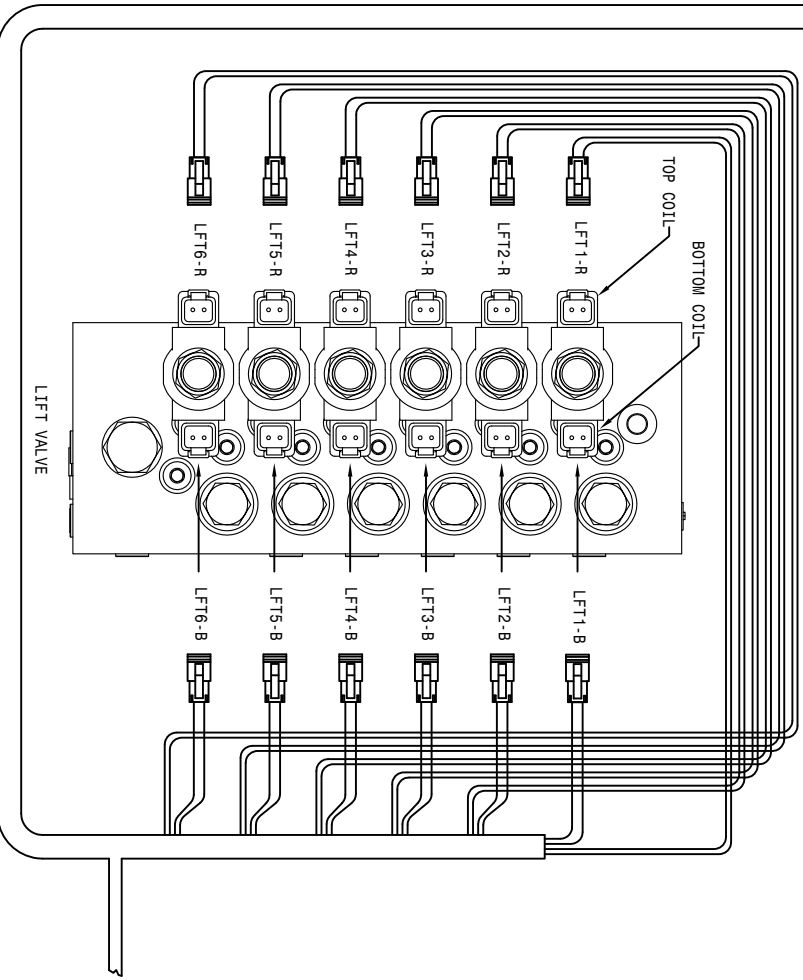 TOP COIL
BOTTOM COIL
LFT6-R
LFT5-R
LFT4-R
LFT3-R
LFT2-R
LFT1-R
LIFT VALVE
LFT6-B
LFT5-B
LFT4-B
LFT3-B
LFT2-B
LFT1-B